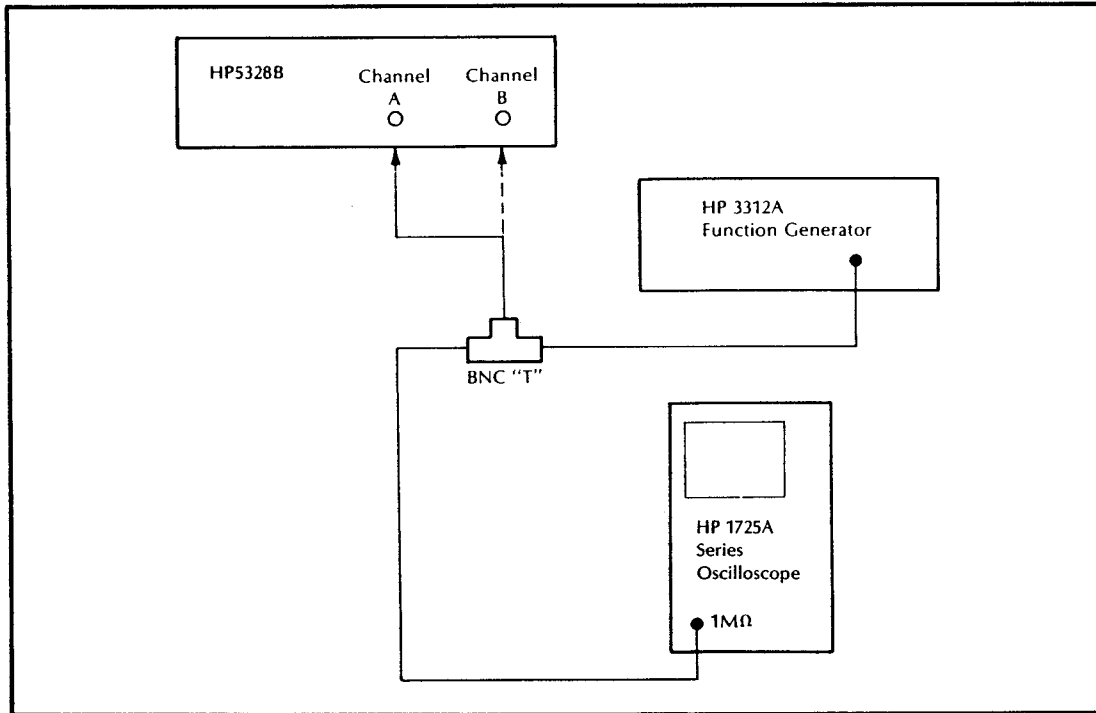 HP5328B
Channel
A
Channel
B
HP 3312A
Function Generator
BNC "T"
HP 1725A
Series
Oscilloscope
1MΩ